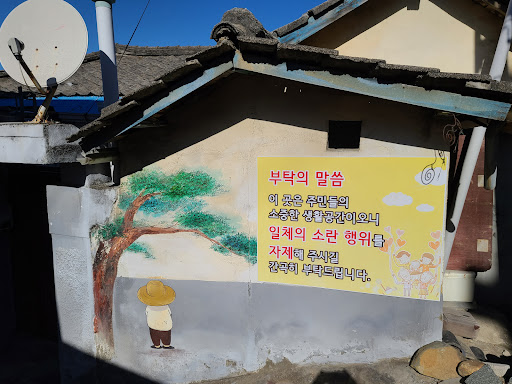 부탁의 말씀
이 곳은 주민들의
소중한 생활공간이오니
일체의 소란 행위를
자제해 주시길
간곡히 부탁드립니다.